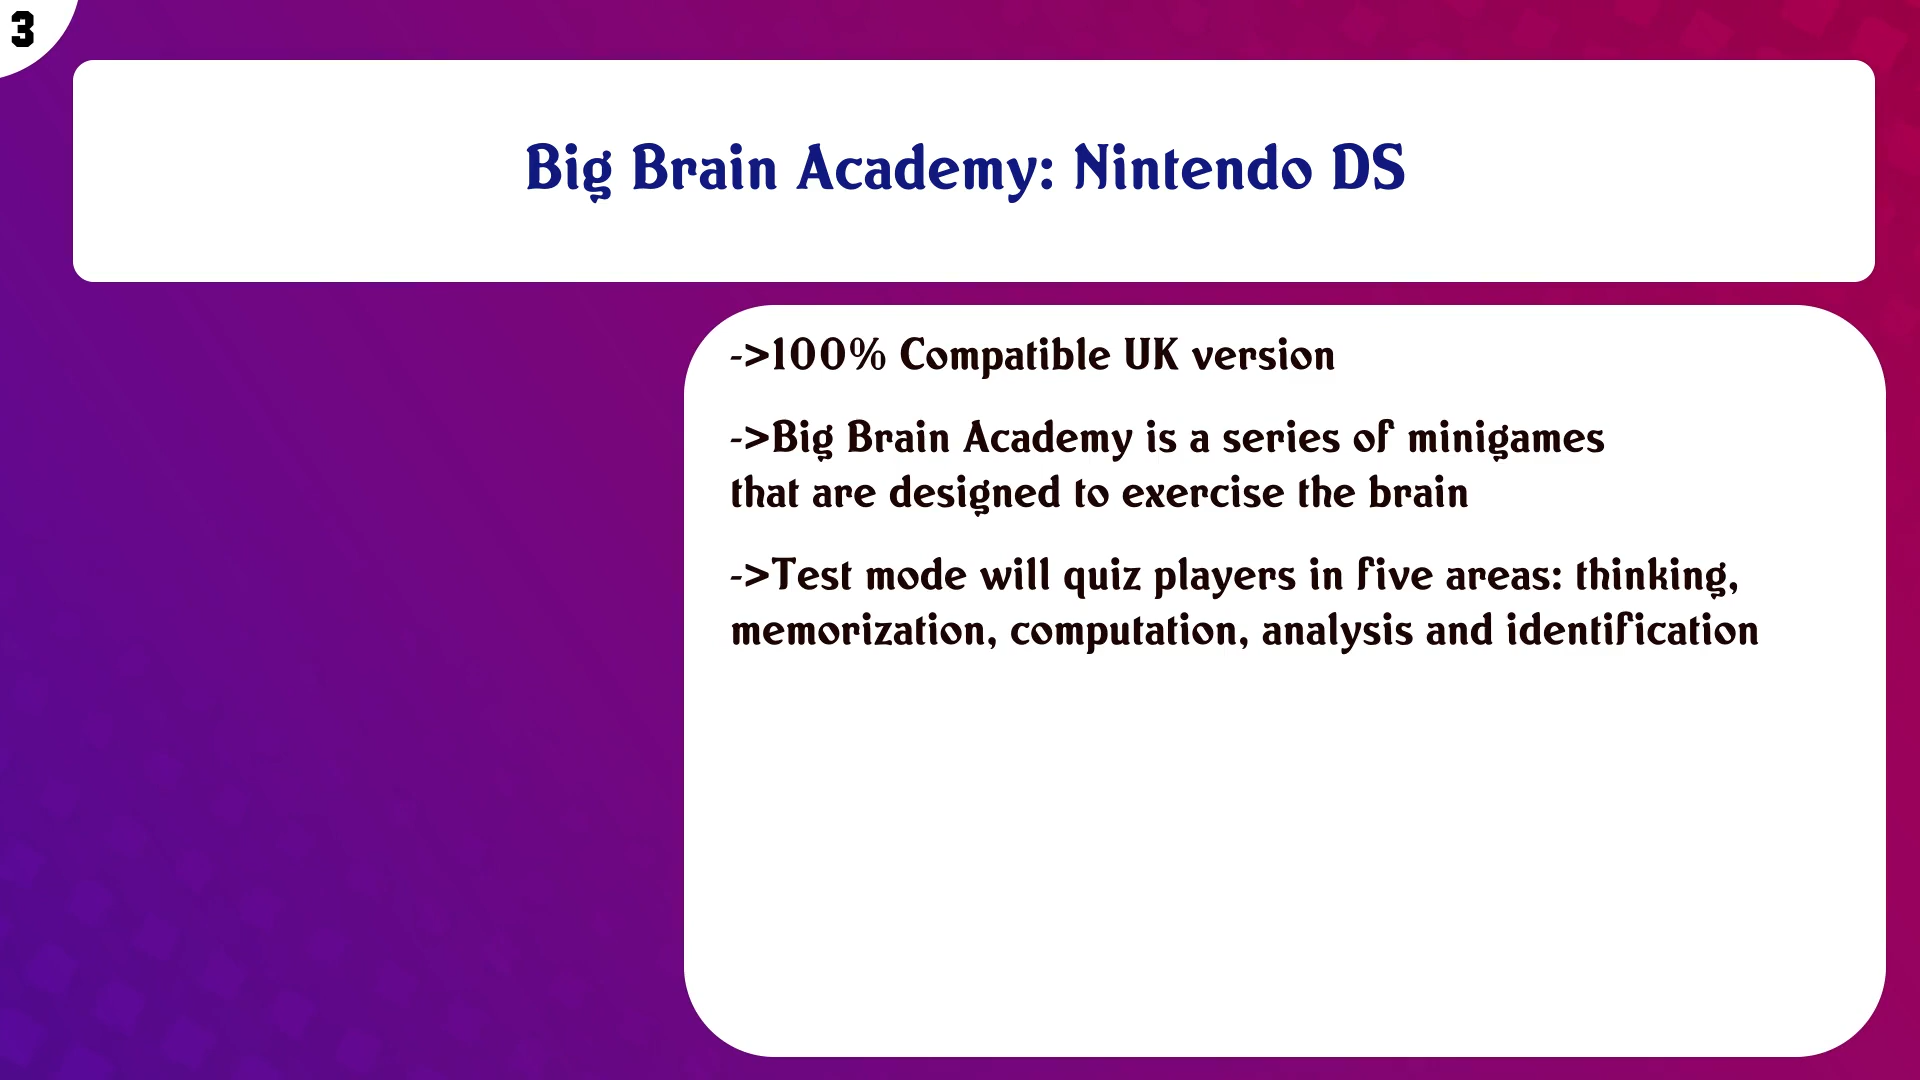 3
Big Brain Academy: Nintendo DS
->100% Compatible UK version
->Big Brain Academy is a series of minigames
that are designed to exercise the brain
->Test mode will quiz players in five areas: thinking,
memorization, computation, analysis and identification